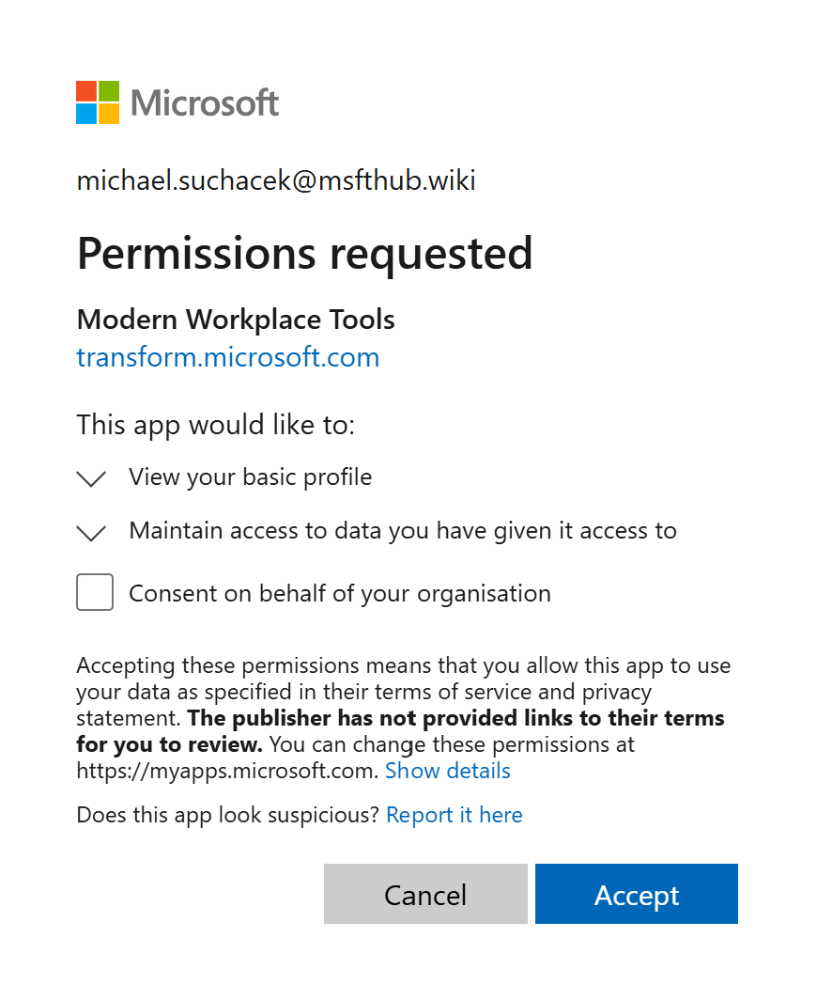 Microsoft
michael.suchacek@msfthub.wiki
Permissions requested
Modern Workplace Tools
transform.microsoft.com
This app would like to:
View your basic profile
Maintain access to data you have given it access to
Consent on behalf of your organisation
Accepting these permissions means that you allow this app to use
your data as specified in their terms of service and privacy
statement. The publisher has not provided links to their terms
for you to review. You can change these permissions at
https://myapps.microsoft.com. Show details
Does this app look suspicious? Report it here
Cancel Accept